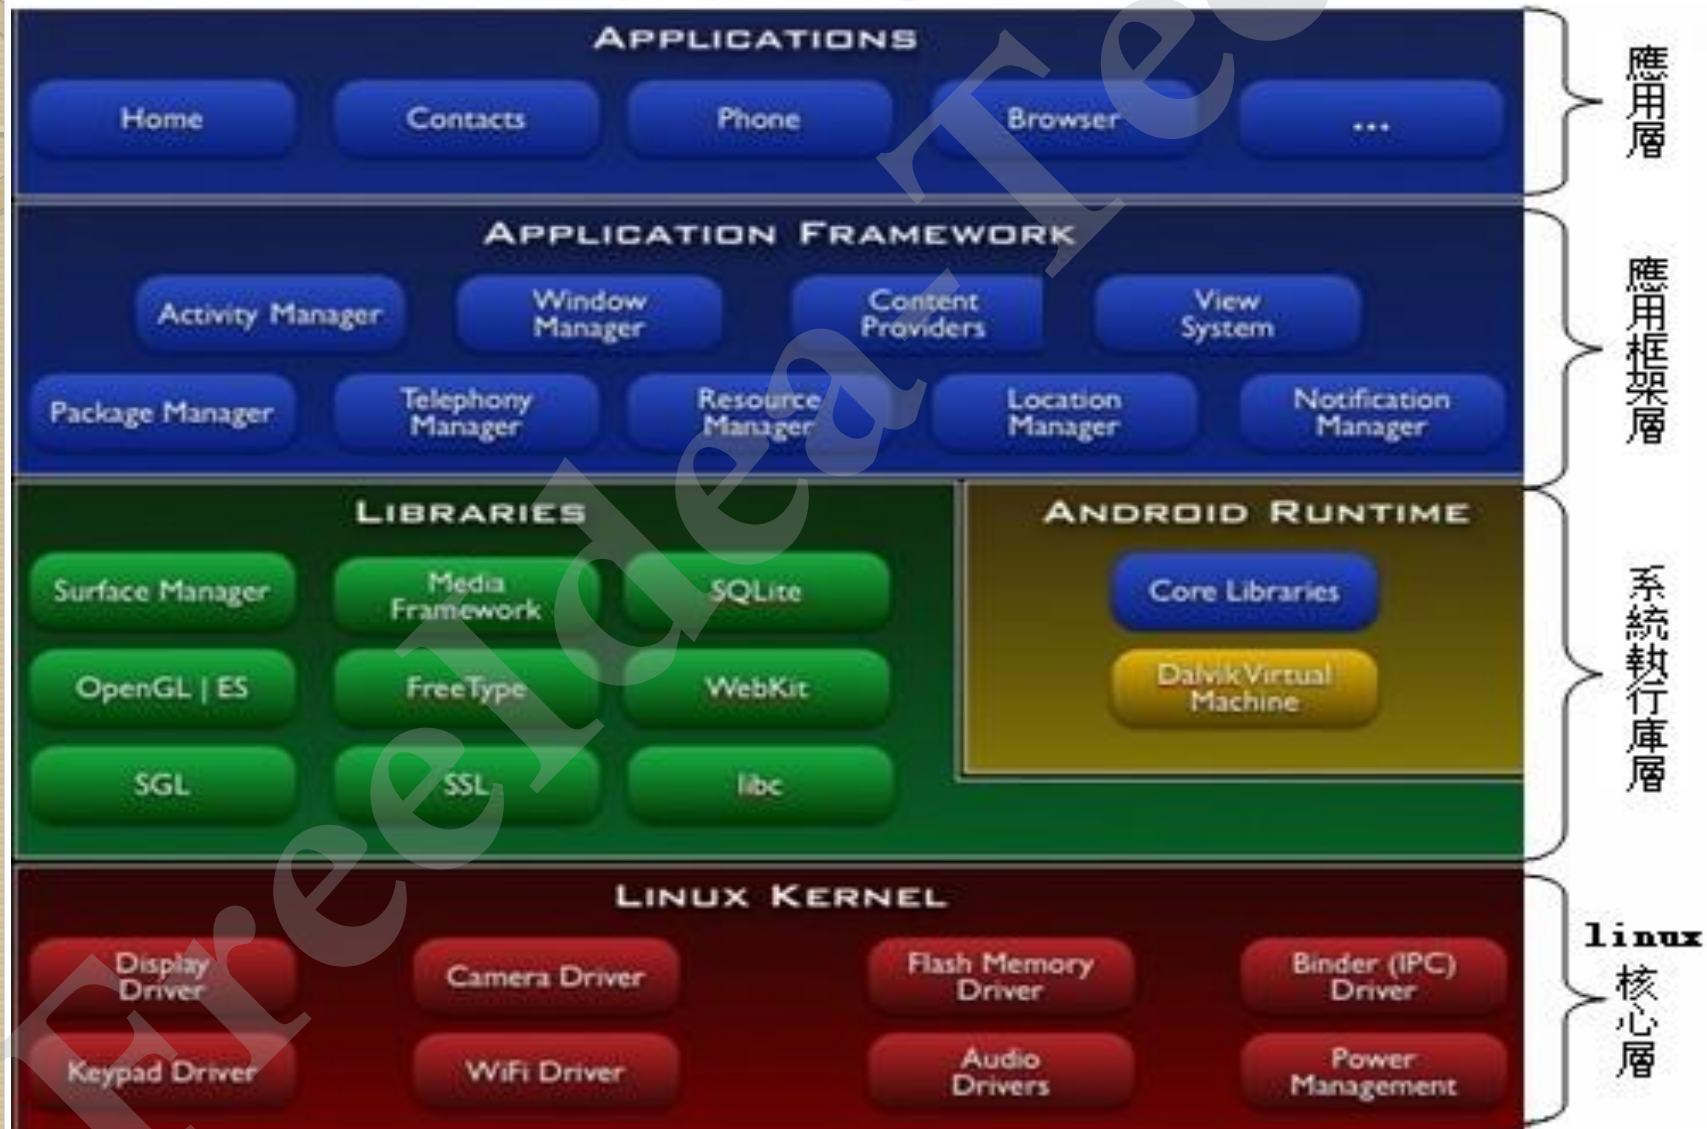 APPLICATIONS
Home
Contacts
Phone
Browser
...
應用層
APPLICATION FRAMEWORK
Activity Manager
Window
Manager
Content
Providers
View
System
Package Manager
Telephony
Manager
Resource
Manager
Location
Manager
Notification
Manager
應用框架層
LIBRARIES
Surface Manager
Media
Framework
SQLite
OpenGL | ES
FreeType
WebKit
SGL
SSL
libc
ANDROID RUNTIME
Core Libraries
Dalvik Virtual
Machine
系統執行庫層
LINUX KERNEL
Display
Driver
Camera Driver
Flash Memory
Driver
Binder (IPC)
Driver
Keypad Driver
WiFi Driver
Audio
Drivers
Power
Management
linux
核心層
FreeIdea-Tec